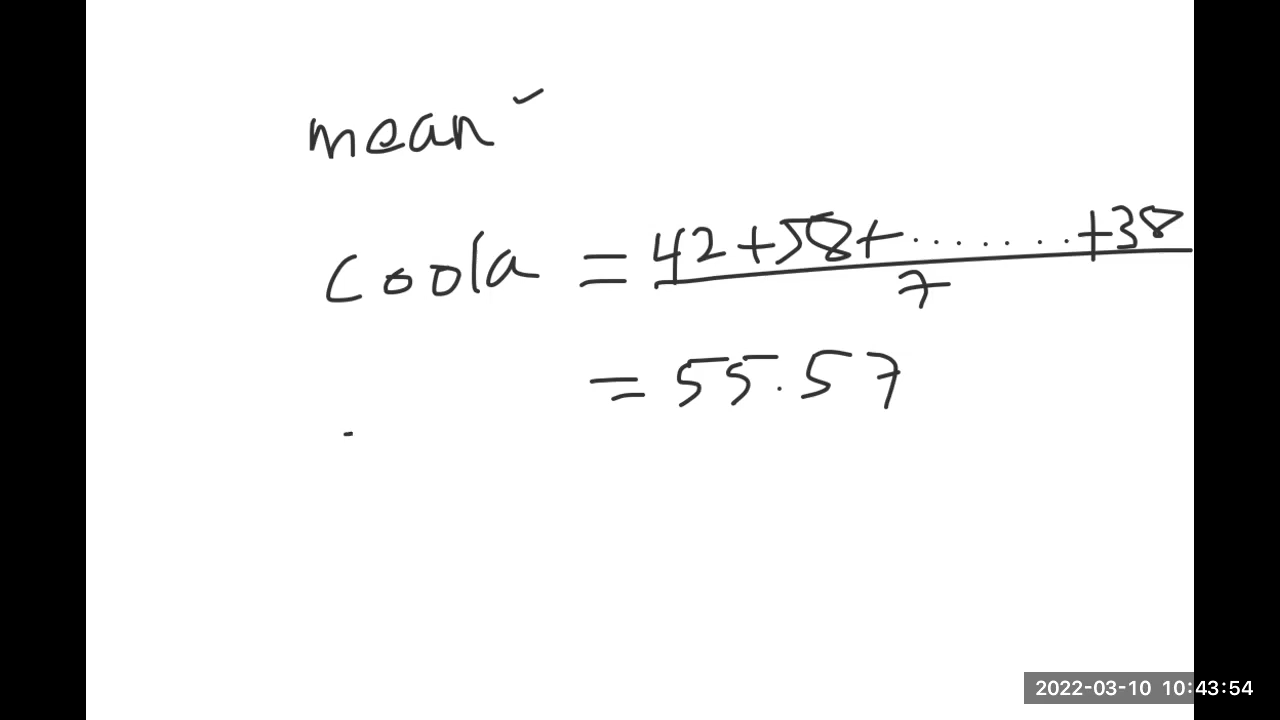 mean
coola = 42+58+.......+38
7
= 55.57
2022-03-10 10:43:54